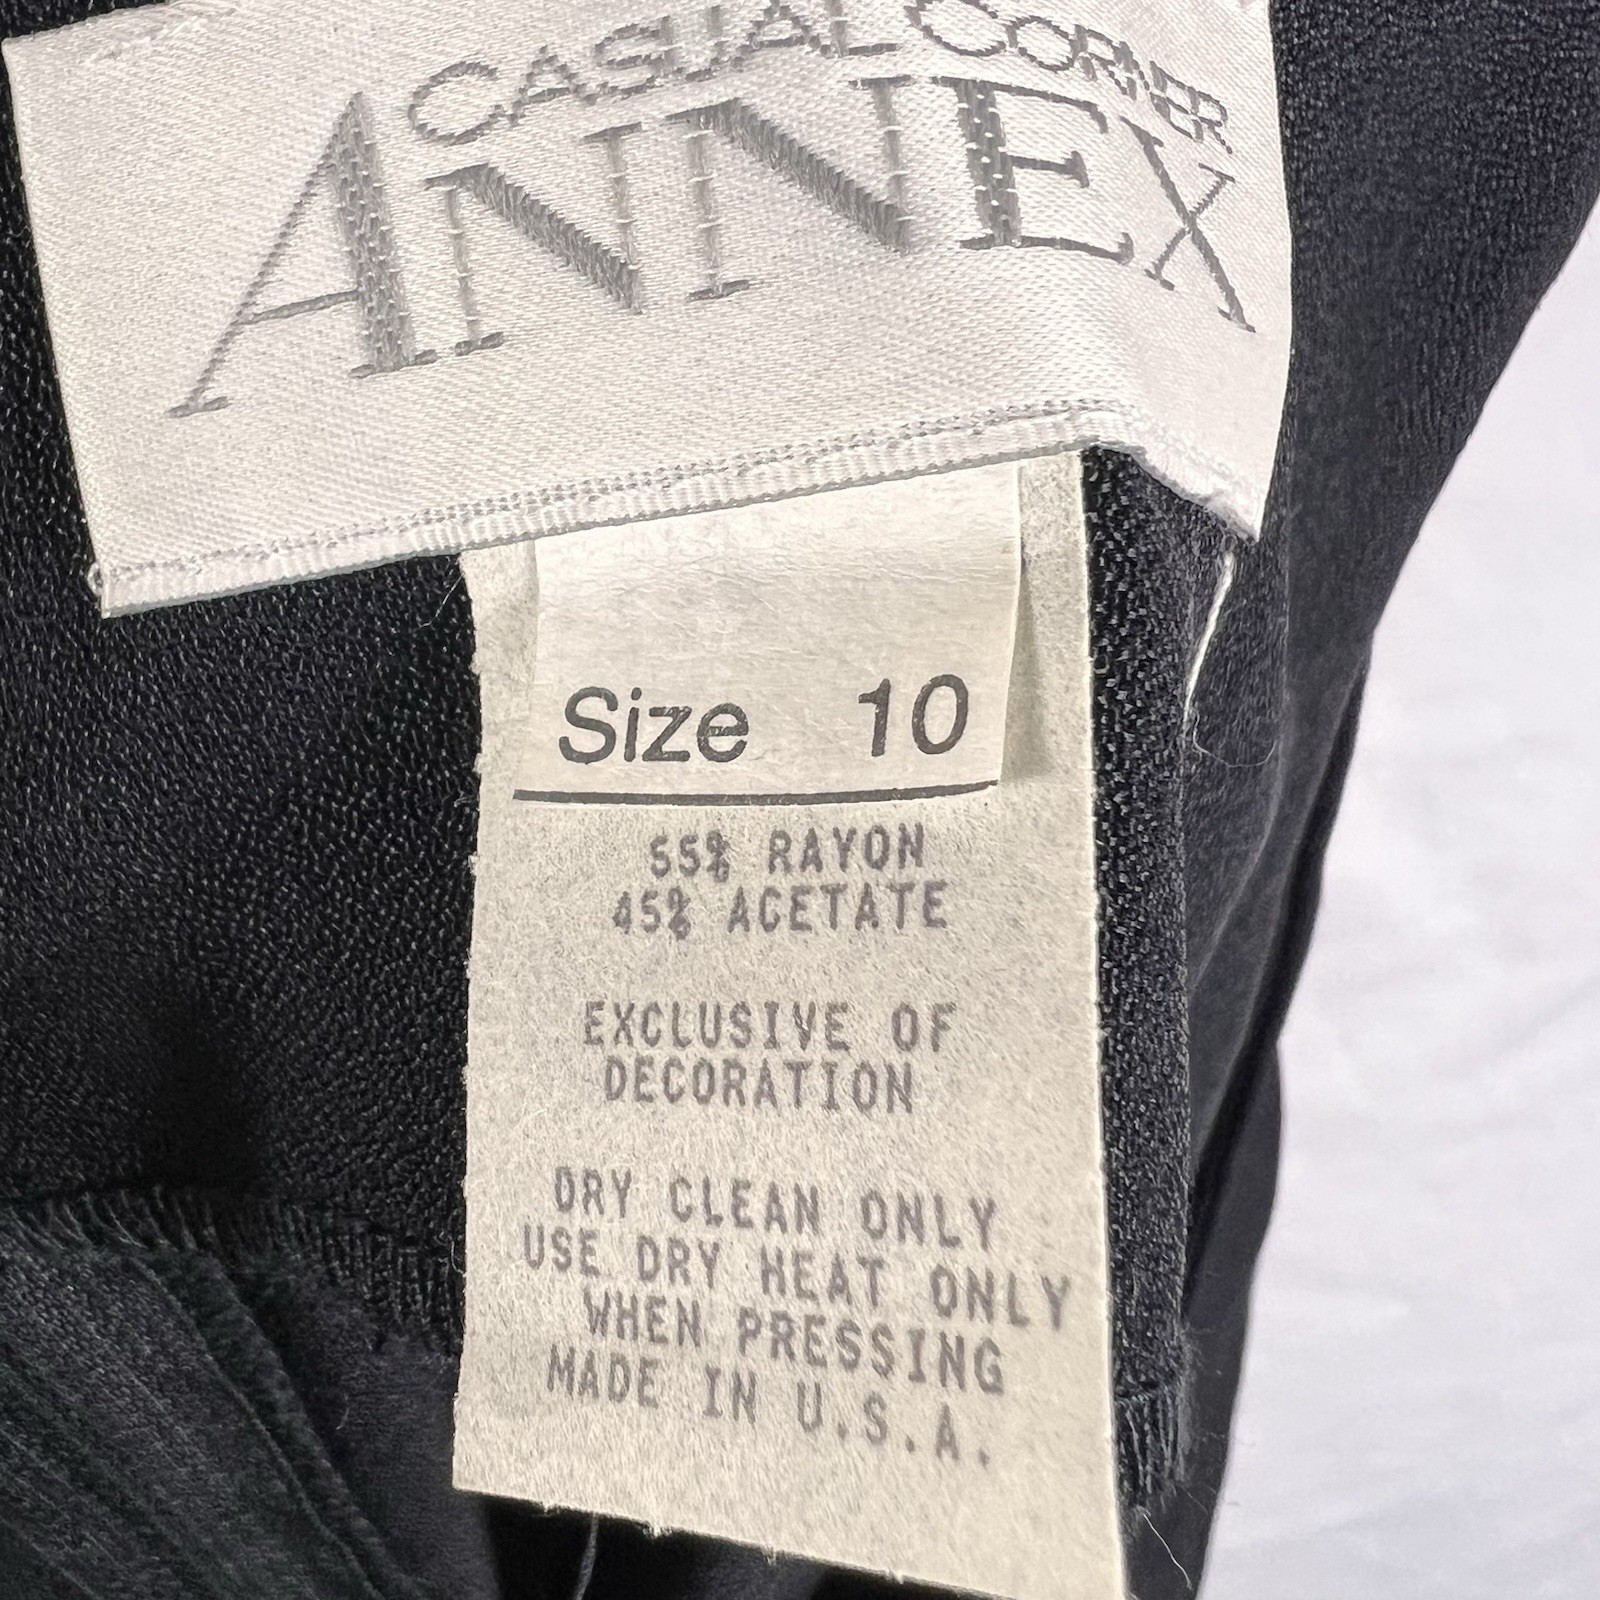 CASUAL CORNER
ANNEX
Size 10
55% RAYON
45% ACETATE
EXCLUSIVE OF
DECORATION
DRY CLEAN ONLY
USE DRY HEAT ONLY
WHEN PRESSING
MADE IN U.S.A.